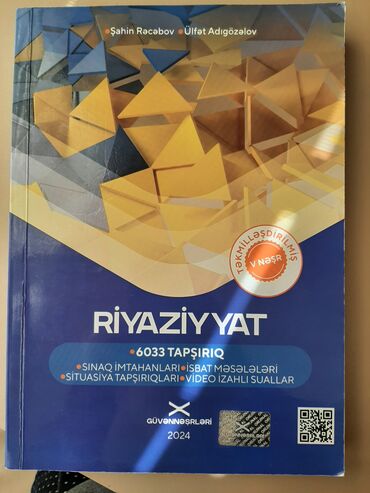 •Şahin Rəcəbov •Ülfət Adıgözəlov
TƏKMİLLƏŞDİRİLMİŞ
V NƏŞR
RİYAZİYYAT
•6033 TAPŞIRIQ
•SINAQ İMTAHANLARI •İSBAT MƏSƏLƏLƏRİ
•SİTUASİYA TAPŞIRIQLARI •VİDEO İZAHLI SUALLAR
GÜVƏNNƏŞRLƏRİ
2024